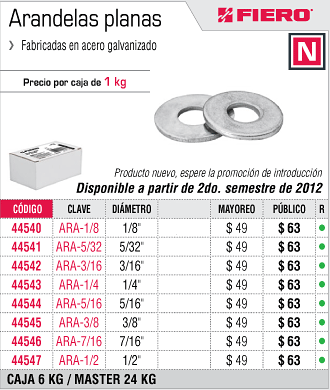 Arandelas planas
FIERO®
› Fabricadas en acero galvanizado
N
Precio por caja de 1 kg
Producto nuevo, espere la promoción de introducción
Disponible a partir de 2do. semestre de 2012
CÓDIGO CLAVE DIÁMETRO MAYOREO PÚBLICO R
44540 ARA-1/8 1/8" $ 49 $ 63 ●
44541 ARA-5/32 5/32" $ 49 $ 63 ●
44542 ARA-3/16 3/16" $ 49 $ 63 ●
44543 ARA-1/4 1/4" $ 49 $ 63 ●
44544 ARA-5/16 5/16" $ 49 $ 63 ●
44545 ARA-3/8 3/8" $ 49 $ 63 ●
44546 ARA-7/16 7/16" $ 49 $ 63 ●
44547 ARA-1/2 1/2" $ 49 $ 63 ●
CAJA 6 KG / MASTER 24 KG